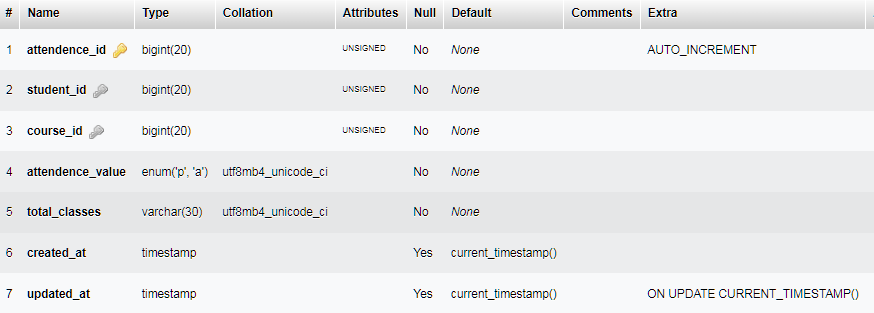 # Name Type Collation Attributes Null Default Comments Extra
1 attendence_id bigint(20) UNSIGNED No None AUTO_INCREMENT
2 student_id bigint(20) UNSIGNED No None
3 course_id bigint(20) UNSIGNED No None
4 attendence_value enum('p', 'a') utf8mb4_unicode_ci No None
5 total_classes varchar(30) utf8mb4_unicode_ci No None
6 created_at timestamp Yes current_timestamp()
7 updated_at timestamp Yes current_timestamp() ON UPDATE CURRENT_TIMESTAMP()